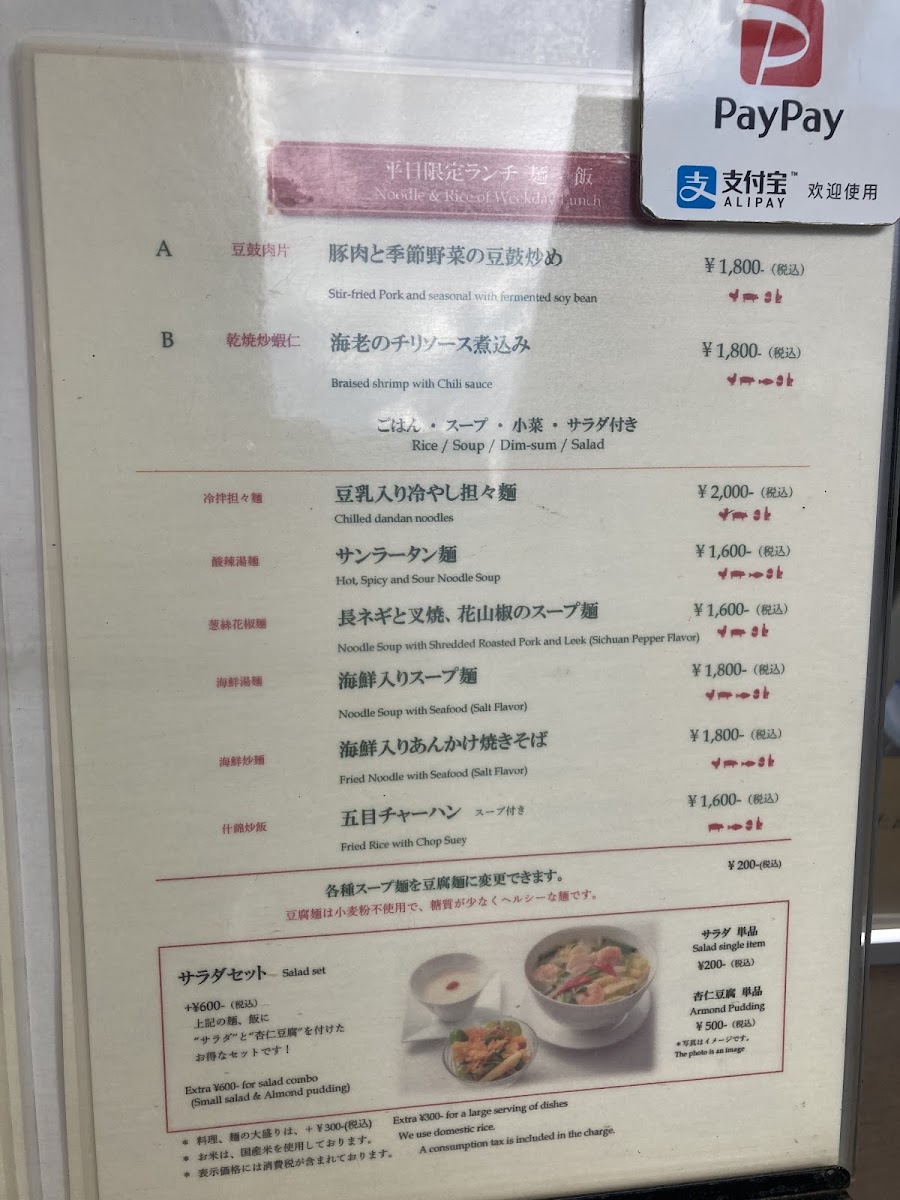 PayPay
支付宝™
ALIPAY
欢迎使用
平日限定ランチ 麺 飯
Noodle & Rice of Weekday Lunch
A 豆鼓肉片 豚肉と季節野菜の豆鼓炒め ¥1,800-(税込)
Stir-fried Pork and seasonal with fermented soy bean
B 乾焼炒蝦仁 海老のチリソース煮込み ¥1,800-(税込)
Braised shrimp with Chili sauce
ごはん ・ スープ ・ 小菜 ・ サラダ付き
Rice / Soup / Dim-sum / Salad
冷拌担々麺 豆乳入り冷やし担々麺 ¥2,000-(税込)
Chilled dandan noodles
酸辣湯麺 サンラータン麺 ¥1,600-(税込)
Hot, Spicy and Sour Noodle Soup
葱絲花椒麺 長ネギと叉焼、花山椒のスープ麺 ¥1,600-(税込)
Noodle Soup with Shredded Roasted Pork and Leek (Sichuan Pepper Flavor)
海鮮湯麺 海鮮入りスープ麺 ¥1,800-(税込)
Noodle Soup with Seafood (Salt Flavor)
海鮮炒麺 海鮮入りあんかけ焼きそば ¥1,800-(税込)
Fried Noodle with Seafood (Salt Flavor)
什錦炒飯 五目チャーハン スープ付き ¥1,600-(税込)
Fried Rice with Chop Suey
各種スープ麺を豆腐麺に変更できます。 ¥200-(税込)
豆腐麺は小麦粉不使用で、糖質が少なくヘルシーな麺です。
サラダセット Salad set
+¥600-(税込)
上記の麺、飯に
“サラダ”と“杏仁豆腐”を付けた
お得なセットです！
Extra ¥600- for salad combo
(Small salad & Almond pudding)
サラダ 単品
Salad single item
¥200-(税込)
杏仁豆腐 単品
Armond Pudding
¥500-(税込)
*写真はイメージです。
The photo is an image
* 料理、麺の大盛りは、+¥300-(税込) Extra ¥300- for a large serving of dishes
* お米は、国産米を使用しております。 We use domestic rice.
* 表示価格には消費税が含まれております。 A consumption tax is included in the charge.